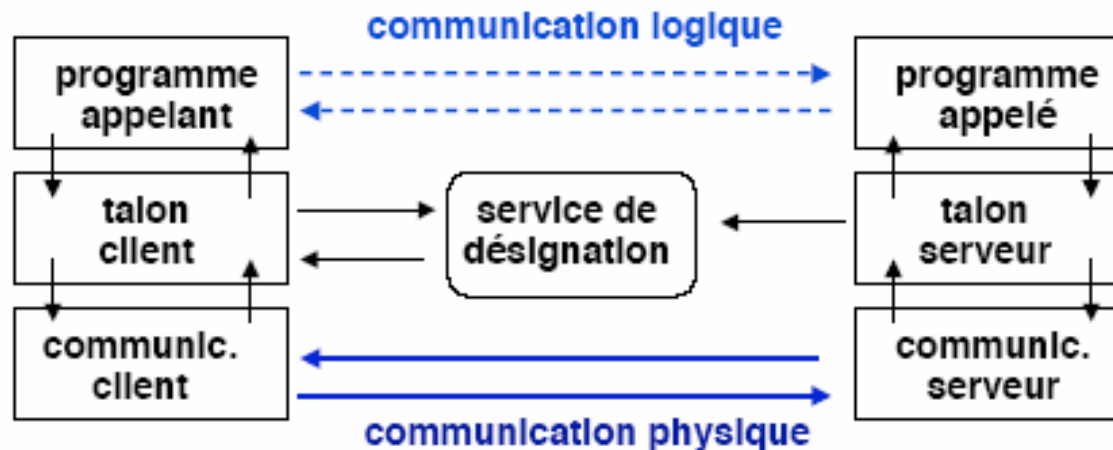 communication logique
programme
appelant
programme
appelé
talon
client
service de
désignation
talon
serveur
communic.
client
communic.
serveur
communication physique